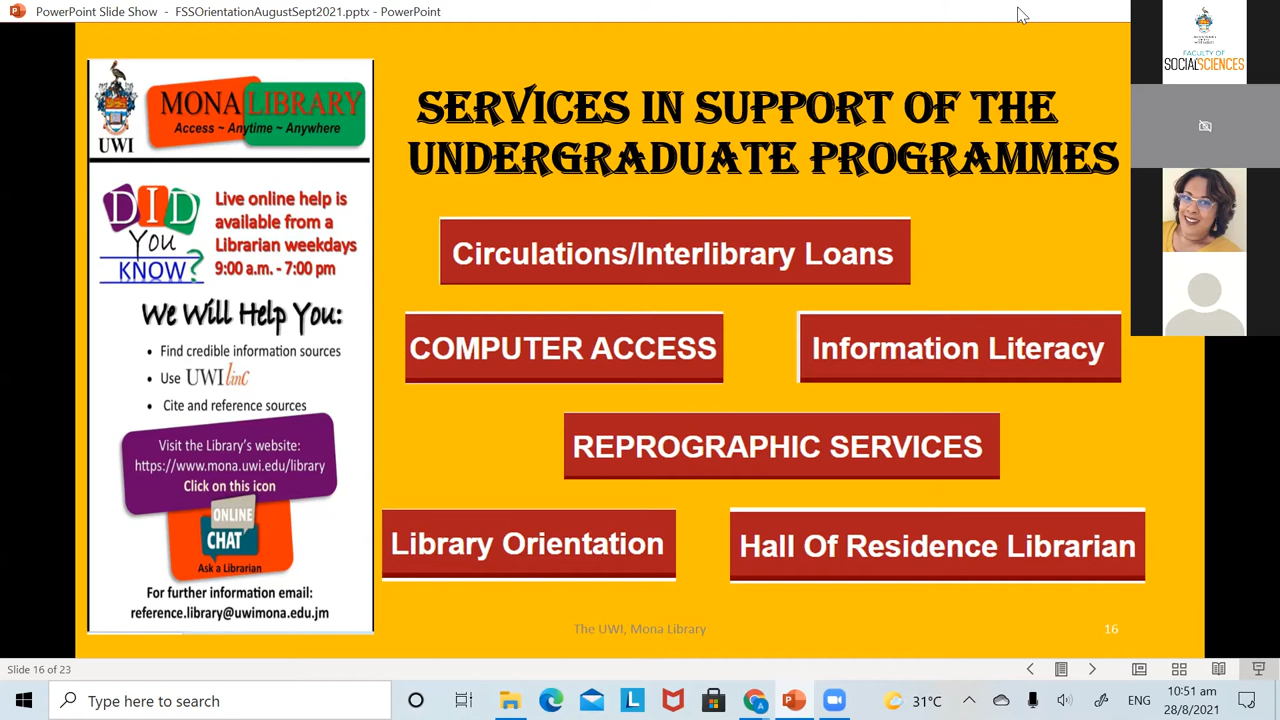 PowerPoint Slide Show - FSSOrientationAugustSept2021.pptx - PowerPoint
FACULTY OF
SOCIALSCIENCES
UWI
MONA LIBRARY
Access ~ Anytime ~ Anywhere
DID
You
KNOW?
Live online help is
available from a
Librarian weekdays
9:00 a.m. - 7:00 pm
We Will Help You:
• Find credible information sources
• Use UWIlinC
• Cite and reference sources
Visit the Library's website:
https://www.mona.uwi.edu/library
Click on this icon
ONLINE
CHAT
Ask a Librarian
For further information email:
reference.library@uwimona.edu.jm
SERVICES IN SUPPORT OF THE
UNDERGRADUATE PROGRAMMES
Circulations/Interlibrary Loans
COMPUTER ACCESS
Information Literacy
REPROGRAPHIC SERVICES
Library Orientation
Hall Of Residence Librarian
The UWI, Mona Library
16
Slide 16 of 23
Type here to search
31°C
ENG
10:51 am
28/8/2021